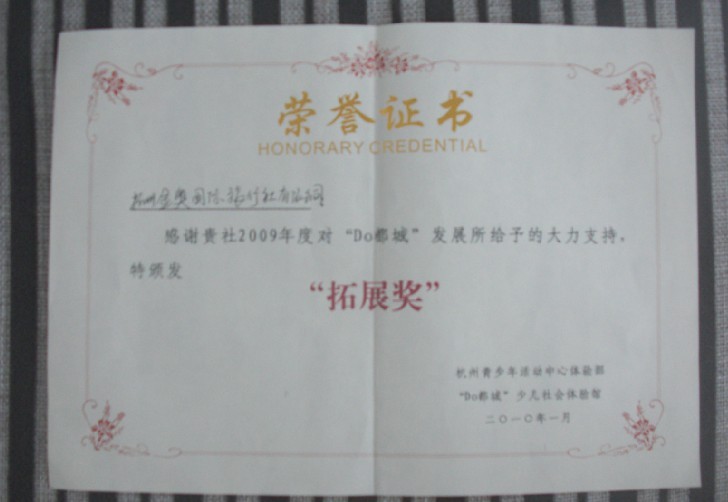 荣誉证书
HONORARY CREDENTIAL
杭州金奥国际旅行社有限公司
感谢贵社2009年度对“Do都城”发展所给予的大力支持。
特颁发
“拓展奖”
杭州青少年活动中心体验部
“Do都城”少儿社会体验馆
二〇一〇年一月